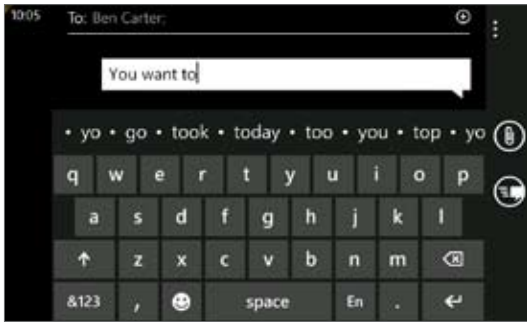 10:05 To: Ben Carter;
You want to
• yo • go • took • today • too • you • top • yo
q w e r t y u i o p
a s d f g h j k l
z x c v b n m
&123 , space En .